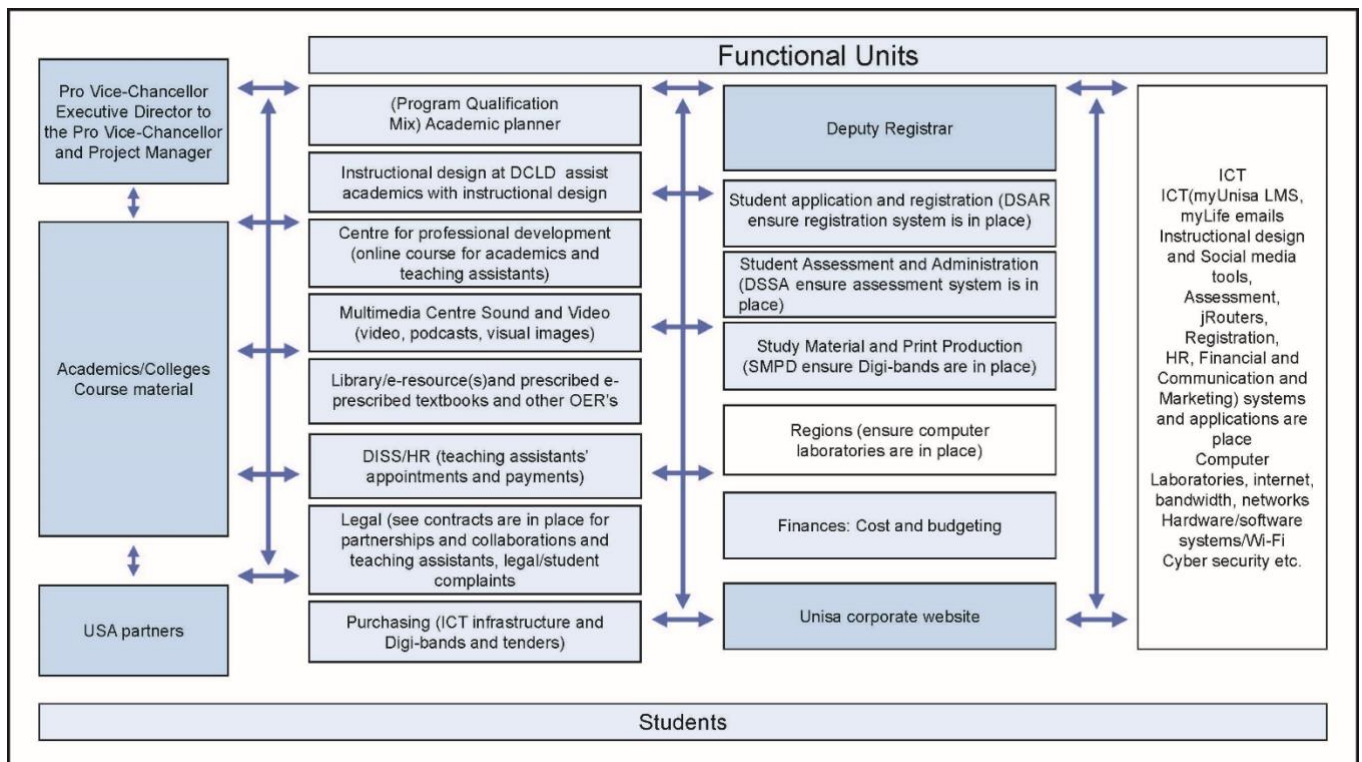 Functional Units
Pro Vice-Chancellor
Executive Director to
the Pro Vice-Chancellor
and Project Manager
Academics/Colleges
Course material
USA partners
(Program Qualification
Mix) Academic planner
Instructional design at DCLD assist
academics with instructional design
Centre for professional development
(online course for academics and
teaching assistants)
Multimedia Centre Sound and Video
(video, podcasts, visual images)
Library/e-resource(s)and prescribed e-
prescribed textbooks and other OER's
DISS/HR (teaching assistants'
appointments and payments)
Legal (see contracts are in place for
partnerships and collaborations and
teaching assistants, legal/student
complaints
Purchasing (ICT infrastructure and
Digi-bands and tenders)
Deputy Registrar
Student application and registration (DSAR
ensure registration system is in place)
Student Assessment and Administration
(DSSA ensure assessment system is in
place)
Study Material and Print Production
(SMPD ensure Digi-bands are in place)
Regions (ensure computer
laboratories are in place)
Finances: Cost and budgeting
Unisa corporate website
ICT
ICT(myUnisa LMS,
myLife emails
Instructional design
and Social media
tools,
Assessment,
jRouters,
Registration,
HR, Financial and
Communication and
Marketing) systems
and applications are
place
Computer
Laboratories, internet,
bandwidth, networks
Hardware/software
systems/Wi-Fi
Cyber security etc.
Students